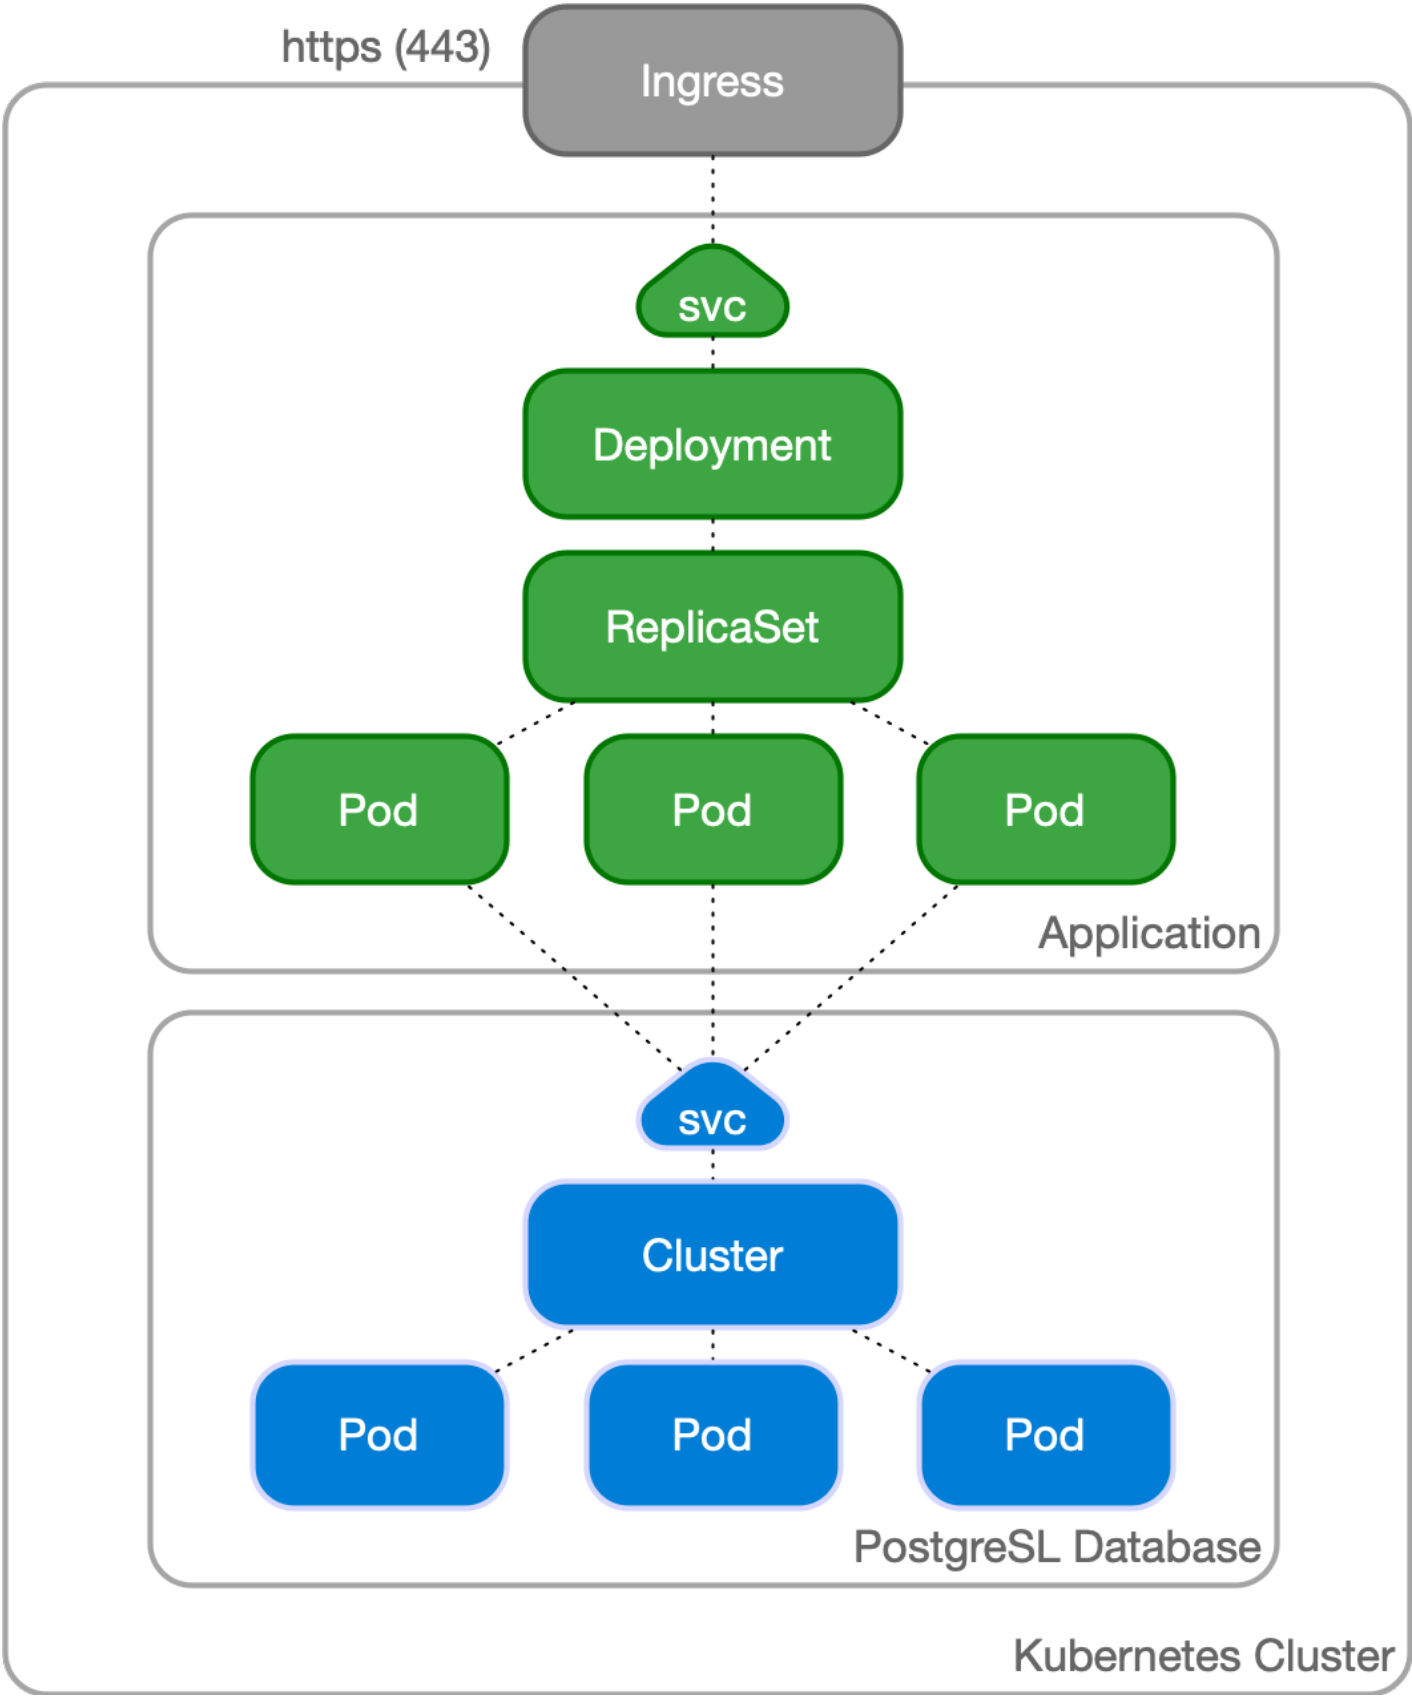 https (443)
Ingress
svc
Deployment
ReplicaSet
Pod
Pod
Pod
Application
svc
Cluster
Pod
Pod
Pod
PostgreSL Database
Kubernetes Cluster